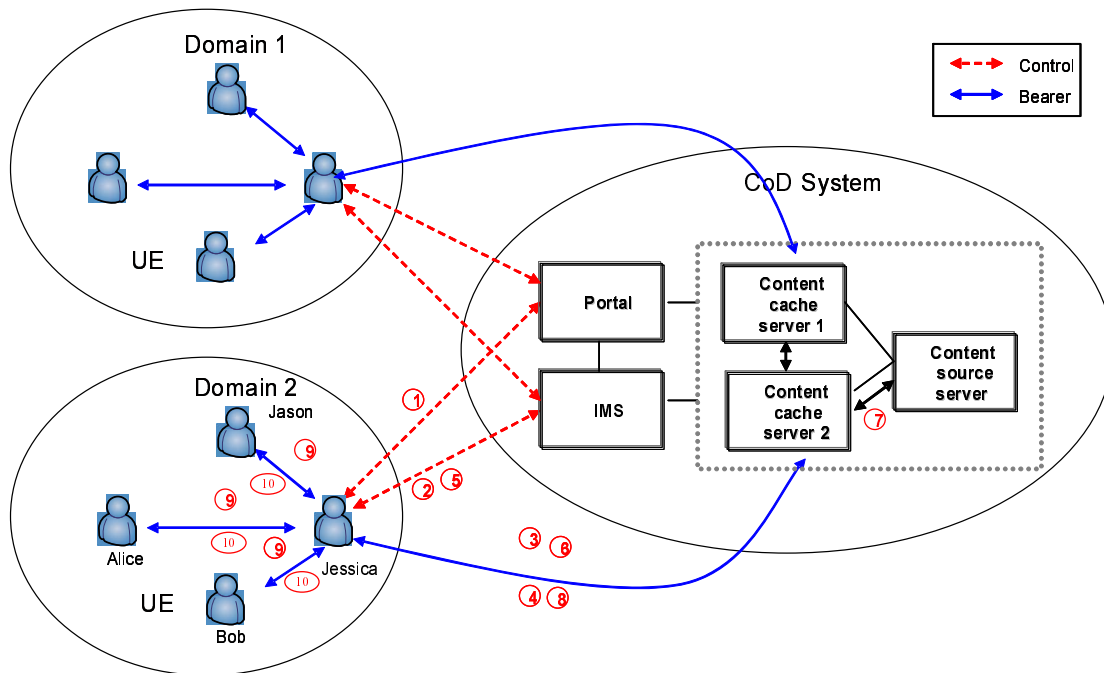 Domain 1
UE
Control
Bearer
CoD System
Portal
IMS
Content
cache
server 1
Content
cache
server 2
Content
source
server
7
1
2
5
3
6
4
8
Domain 2
Jason
9
10
9
Alice
10
9
Jessica
10
UE
Bob